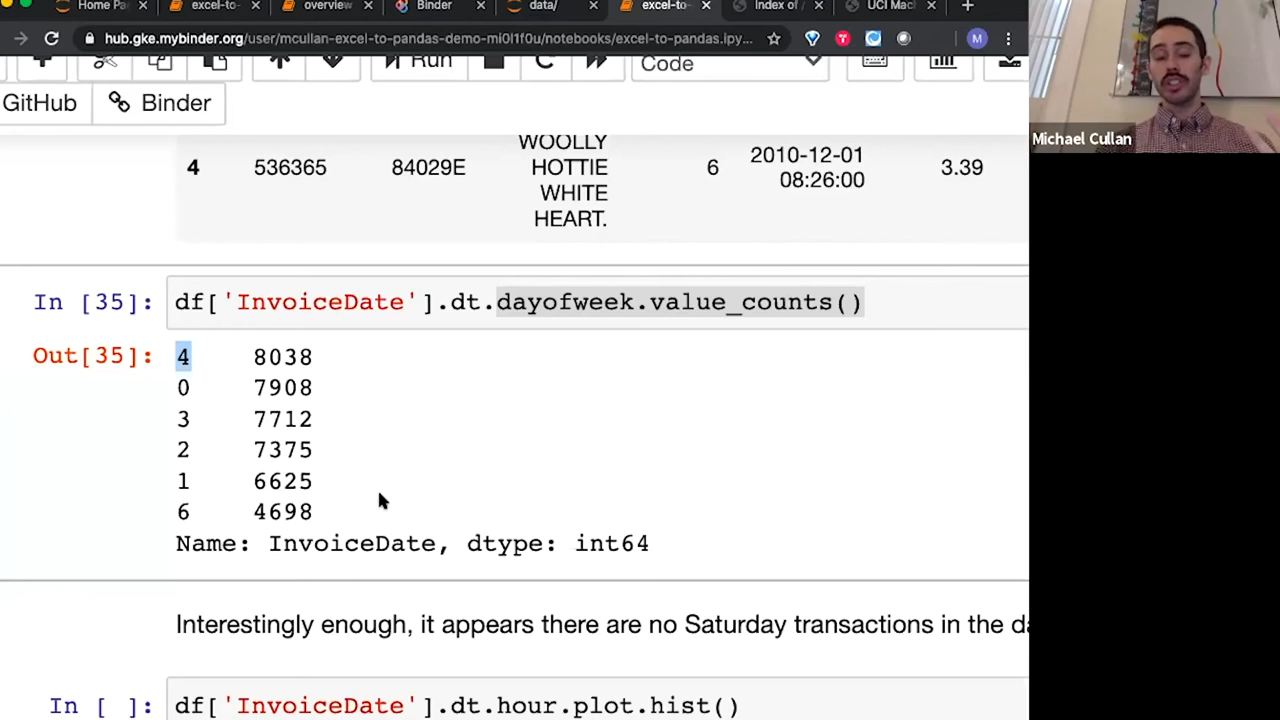 Home Pa
excel-to-
overview
Binder
data/
excel-to-
Index of /
UCI Mach
hub.gke.mybinder.org/user/mcullan-excel-to-pandas-demo-mi0l1f0u/notebooks/excel-to-pandas.ipy...
M
Run
Code
GitHub
Binder
Michael Cullan
WOOLLY
4 536365 84029E HOTTIE 6 2010-12-01 3.39
WHITE 08:26:00
HEART.
In [35]: df['InvoiceDate'].dt.dayofweek.value_counts()
Out[35]: 4 8038
0 7908
3 7712
2 7375
1 6625
6 4698
Name: InvoiceDate, dtype: int64
Interestingly enough, it appears there are no Saturday transactions in the da
In [ ]: df['InvoiceDate'].dt.hour.plot.hist()